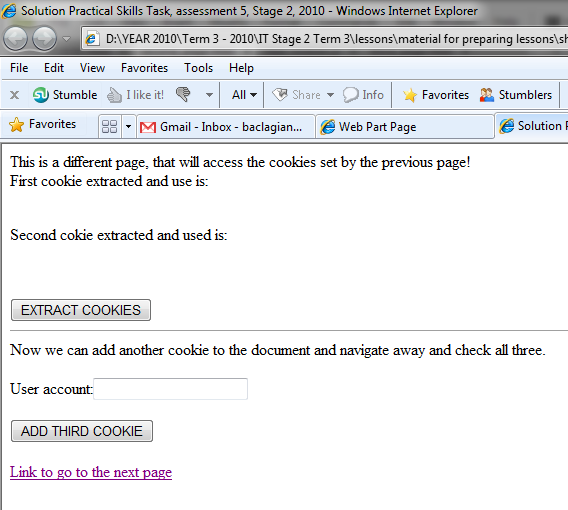 Solution Practical Skills Task, assessment 5, Stage 2, 2010 - Windows Internet Explorer
D:\YEAR 2010\Term 3 - 2010\IT Stage 2 Term 3\lessons\material for preparing lessons\sh
File Edit View Favorites Tools Help
x Stumble I like it! All Share Info Favorites Stumblers
Favorites Gmail - Inbox - baclagian... Web Part Page Solution P
This is a different page, that will access the cookies set by the previous page!
First cookie extracted and use is:
Second cokie extracted and used is:
EXTRACT COOKIES
Now we can add another cookie to the document and navigate away and check all three.
User account:
ADD THIRD COOKIE
Link to go to the next page